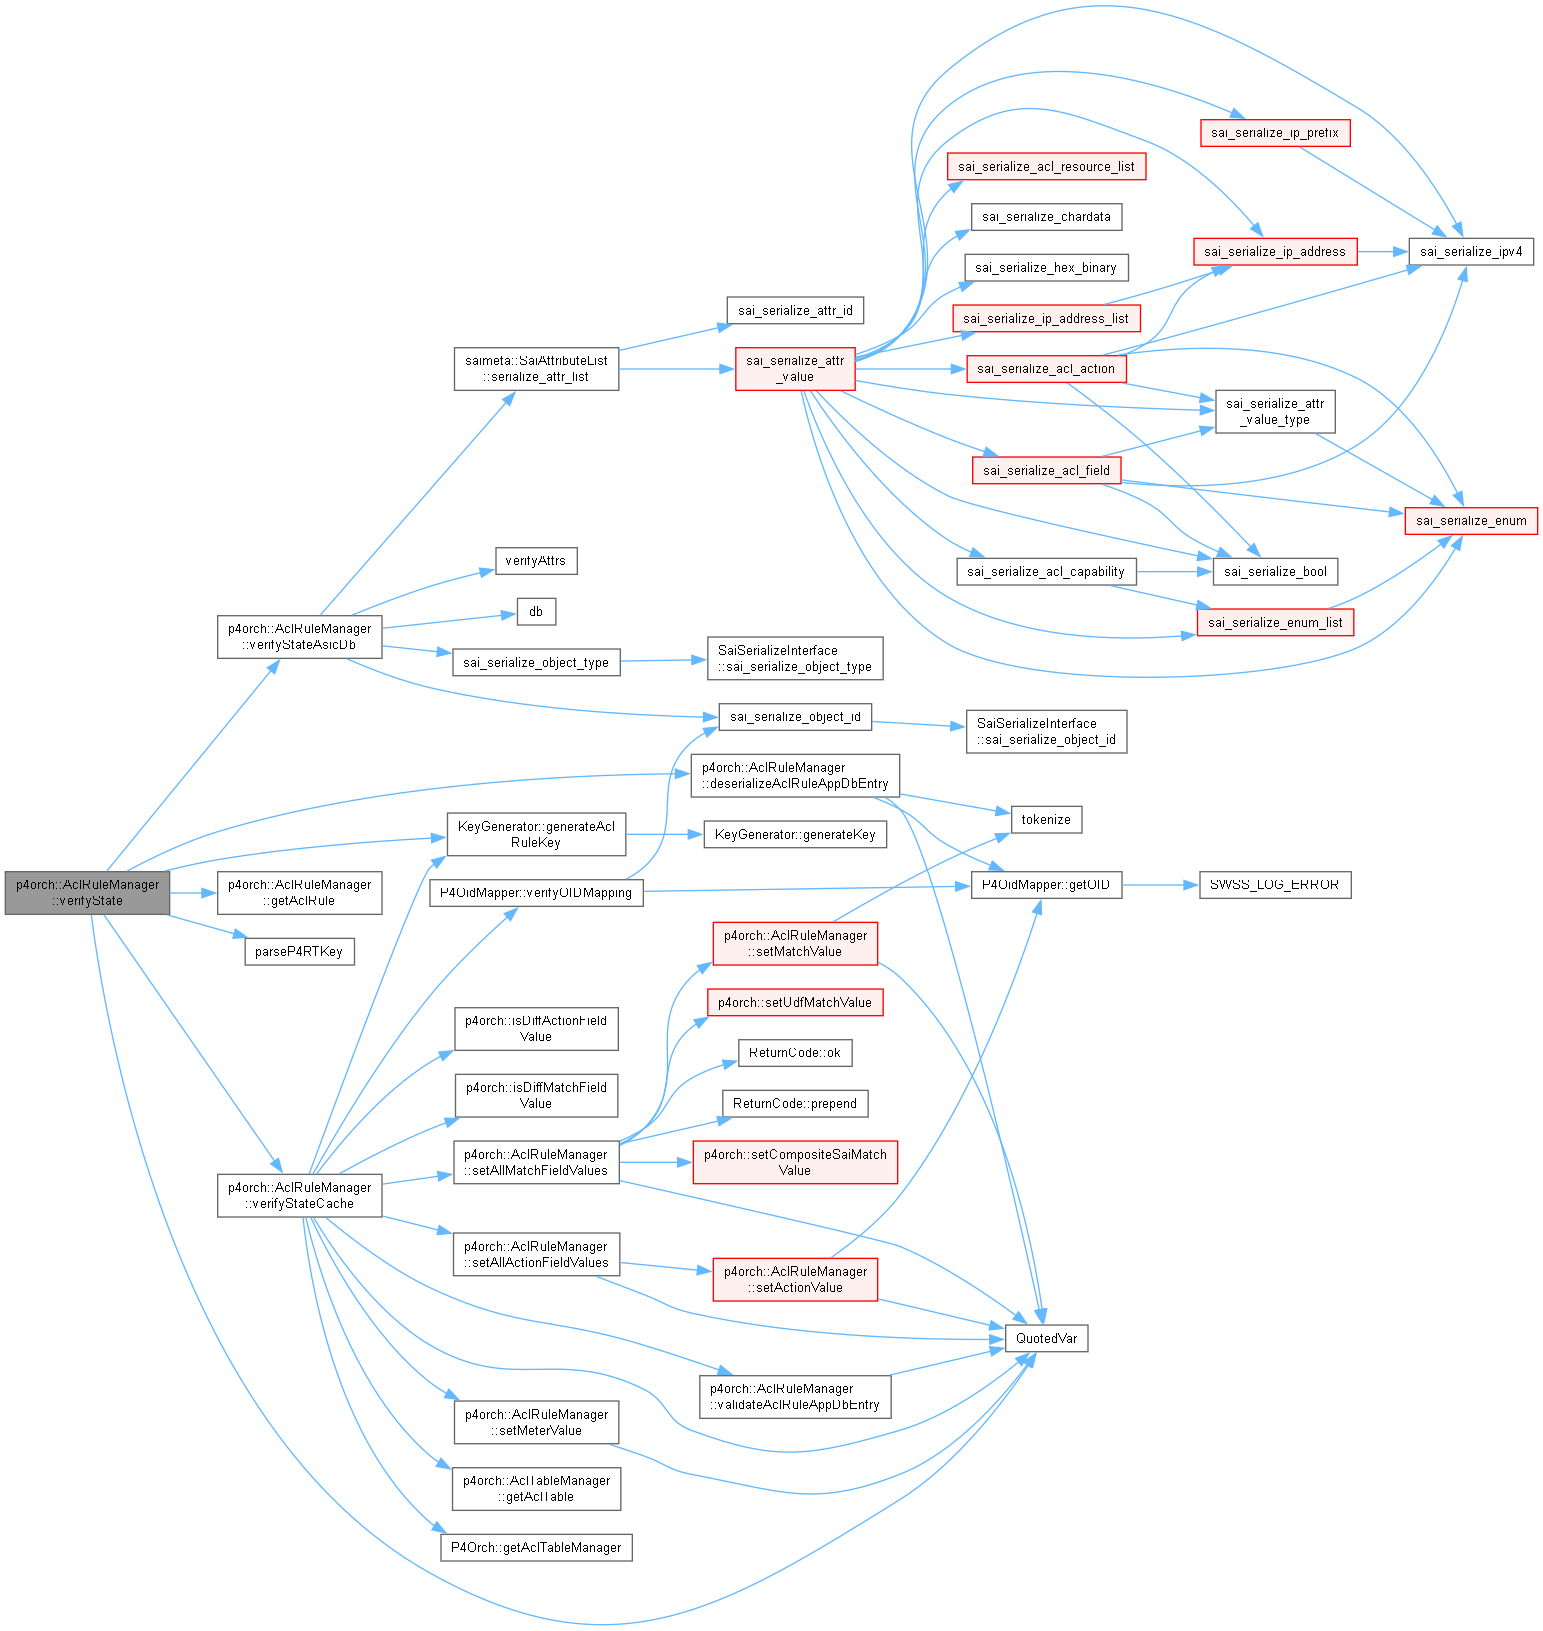 sai_serialize_ip_prefix
sai_serialize_acl_resource_list
sai_serialize_chardata
sai_serialize_ip_address
sai_serialize_ipv4
sai_serialize_hex_binary
sai_serialize_attr_id
sai_serialize_ip_address_list
saimeta::SaiAttributeList
::serialize_attr_list
sai_serialize_attr
_value
sai_serialize_acl_action
sai_serialize_attr
_value_type
sai_serialize_acl_field
sai_serialize_enum
verifyAttrs
sai_serialize_acl_capability
sai_serialize_bool
db
sai_serialize_enum_list
p4orch::AclRuleManager
::verifyStateAsicDb
sai_serialize_object_type
SaiSerializeInterface
::sai_serialize_object_type
sai_serialize_object_id
SaiSerializeInterface
::sai_serialize_object_id
p4orch::AclRuleManager
::deserializeAclRuleAppDbEntry
tokenize
KeyGenerator::generateAcl
RuleKey
KeyGenerator::generateKey
p4orch::AclRuleManager
::verifyState
p4orch::AclRuleManager
::getAclRule
P4OidMapper::verifyOIDMapping
P4OidMapper::getOID
SWSS_LOG_ERROR
parseP4RTKey
p4orch::AclRuleManager
::setMatchValue
p4orch::setUdfMatchValue
p4orch::isDiffActionField
Value
ReturnCode::ok
p4orch::isDiffMatchField
Value
ReturnCode::prepend
p4orch::AclRuleManager
::setAllMatchFieldValues
p4orch::setCompositeSaiMatch
Value
p4orch::AclRuleManager
::verifyStateCache
p4orch::AclRuleManager
::setAllActionFieldValues
p4orch::AclRuleManager
::setActionValue
QuotedVar
p4orch::AclRuleManager
::validateAclRuleAppDbEntry
p4orch::AclRuleManager
::setMeterValue
p4orch::AclTableManager
::getAclTable
P4Orch::getAclTableManager